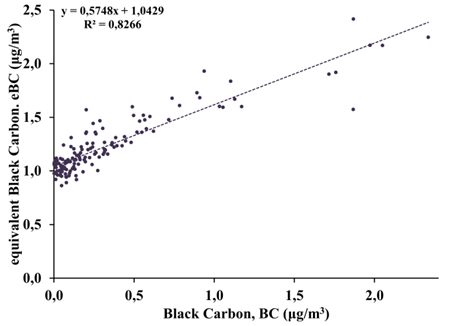 y = 0,5748x + 1,0429
R² = 0,8266
equivalent Black Carbon. eBC (µg/m³)
2,5
2,0
1,5
1,0
0,5
0,0
0,0 0,5 1,0 1,5 2,0
Black Carbon, BC (µg/m³)